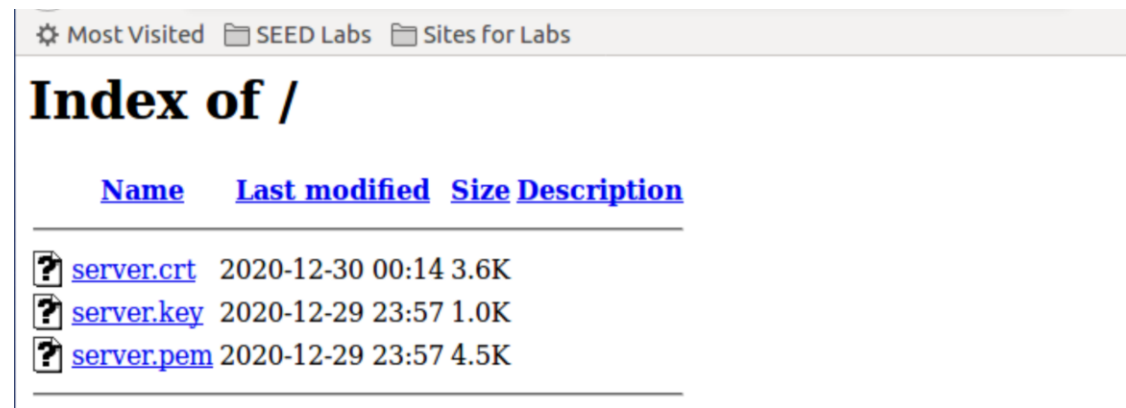 Most Visited SEED Labs Sites for Labs
Index of /
Name Last modified Size Description
server.crt 2020-12-30 00:14 3.6K
server.key 2020-12-29 23:57 1.0K
server.pem 2020-12-29 23:57 4.5K